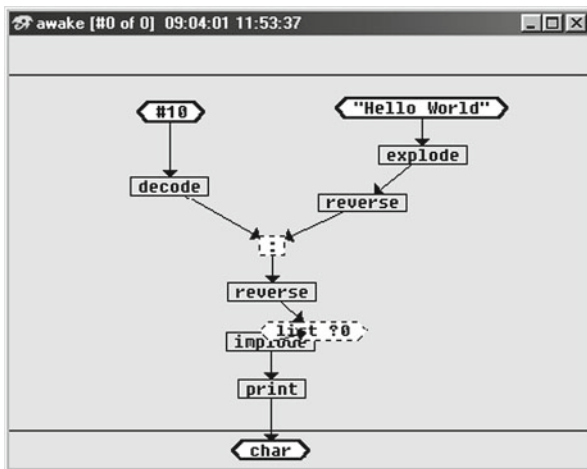 awake [#0 of 0] 09:04:01 11:53:37
#10
"Hello World"
explode
decode
reverse
:
reverse
list ?0
implode
print
char